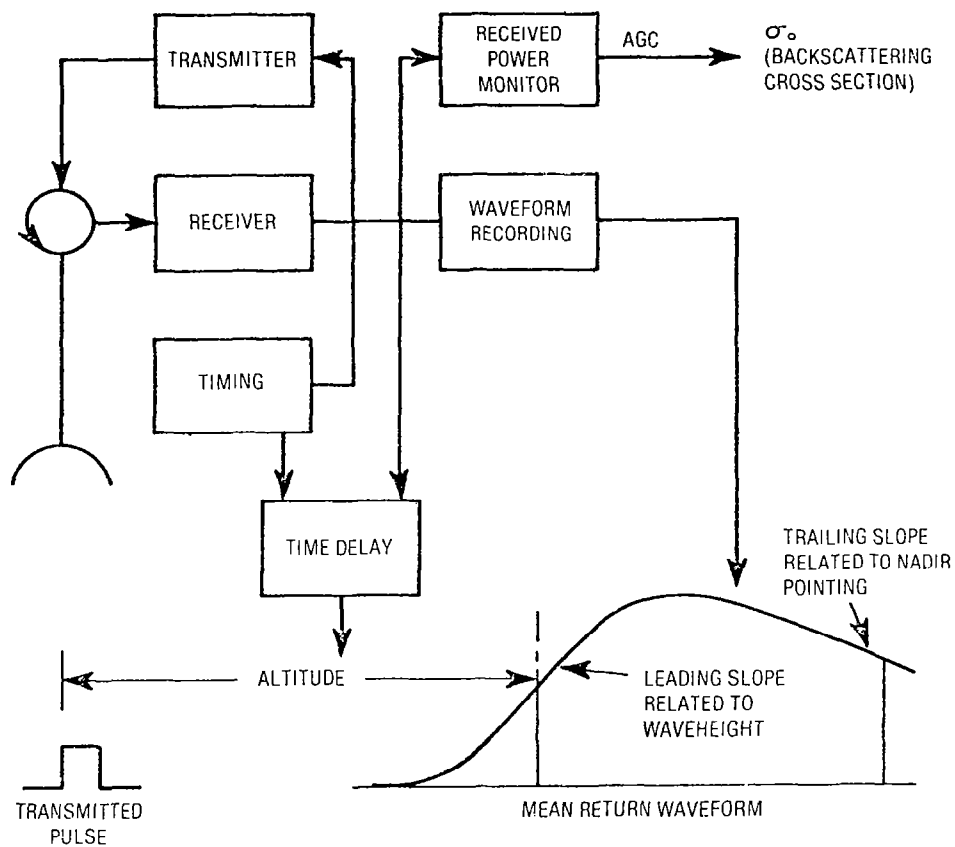 TRANSMITTER
RECEIVED
POWER
MONITOR
AGC
σ₀
(BACKSCATTERING
CROSS SECTION)
RECEIVER
WAVEFORM
RECORDING
TIMING
TIME DELAY
TRAILING SLOPE
RELATED TO NADIR
POINTING
ALTITUDE
LEADING SLOPE
RELATED TO
WAVEHEIGHT
TRANSMITTED
PULSE
MEAN RETURN WAVEFORM